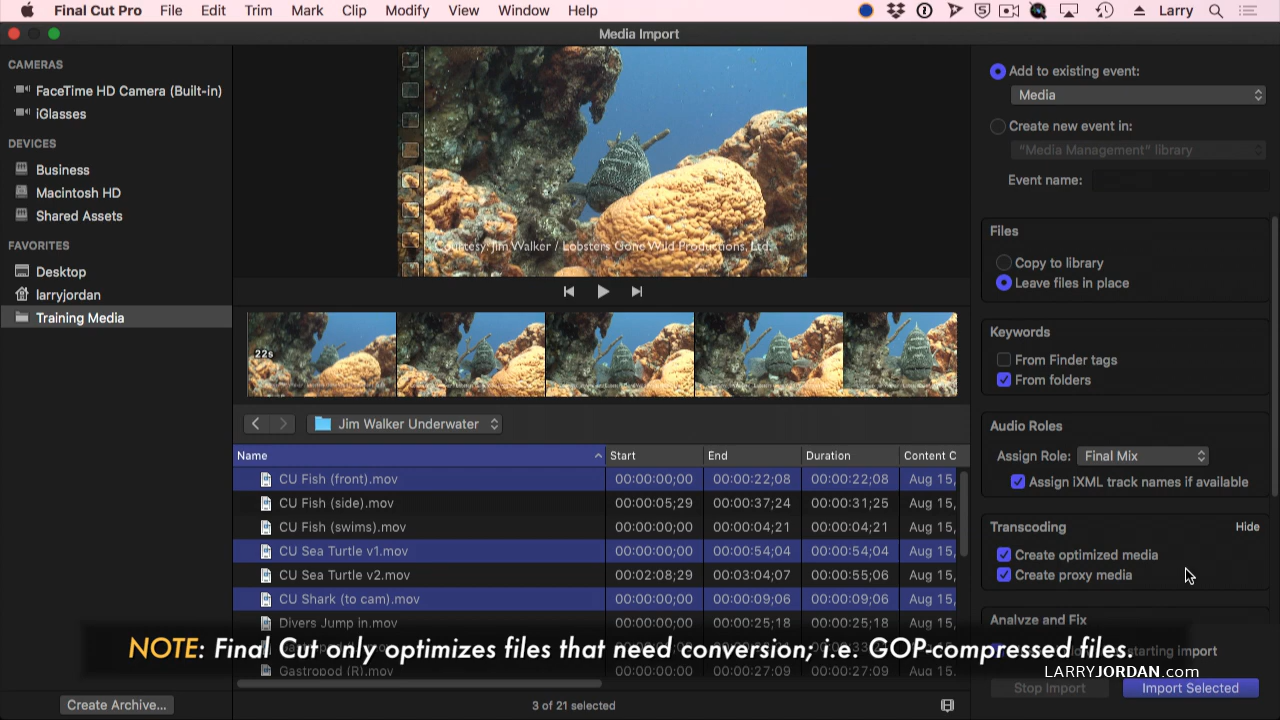 Final Cut Pro File Edit Trim Mark Clip Modify View Window Help 5 Larry
Media Import
CAMERAS
FaceTime HD Camera (Built-in)
iGlasses
DEVICES
Business
Macintosh HD
Shared Assets
FAVORITES
Desktop
larryjordan
Training Media
Create Archive...
Courtesy: Jim Walker / Lobsters Gone Wild Productions, Ltd.
22s
Jim Walker Underwater
Name Start End Duration Content C
CU Fish (front).mov 00:00:00;00 00:00:22;08 00:00:22;08 Aug 15,
CU Fish (side).mov 00:00:05;29 00:00:37;24 00:00:31;25 Aug 15,
CU Fish (swims).mov 00:00:00;00 00:00:04;21 00:00:04;21 Aug 15,
CU Sea Turtle v1.mov 00:00:00;00 00:00:54;04 00:00:54;04 Aug 15,
CU Sea Turtle v2.mov 00:02:08;29 00:03:04;07 00:00:55;06 Aug 15,
CU Shark (to cam).mov 00:00:00;00 00:00:09;06 00:00:09;06 Aug 15,
Divers Jump in.mov 00:00:00;00 00:00:25;18 00:00:25;18 Aug 15,
Gastropod (R).mov 00:00:00;00 00:00:27;09 00:00:27;09 Aug 15,
3 of 21 selected
Add to existing event:
Media
Create new event in:
"Media Management" library
Event name:
Files
Copy to library
Leave files in place
Keywords
From Finder tags
From folders
Audio Roles
Assign Role: Final Mix
Assign iXML track names if available
Transcoding Hide
Create optimized media
Create proxy media
Analyze and Fix
starting import
Stop Import Import Selected
NOTE: Final Cut only optimizes files that need conversion; i.e. GOP-compressed files.
LARRYJORDAN.com